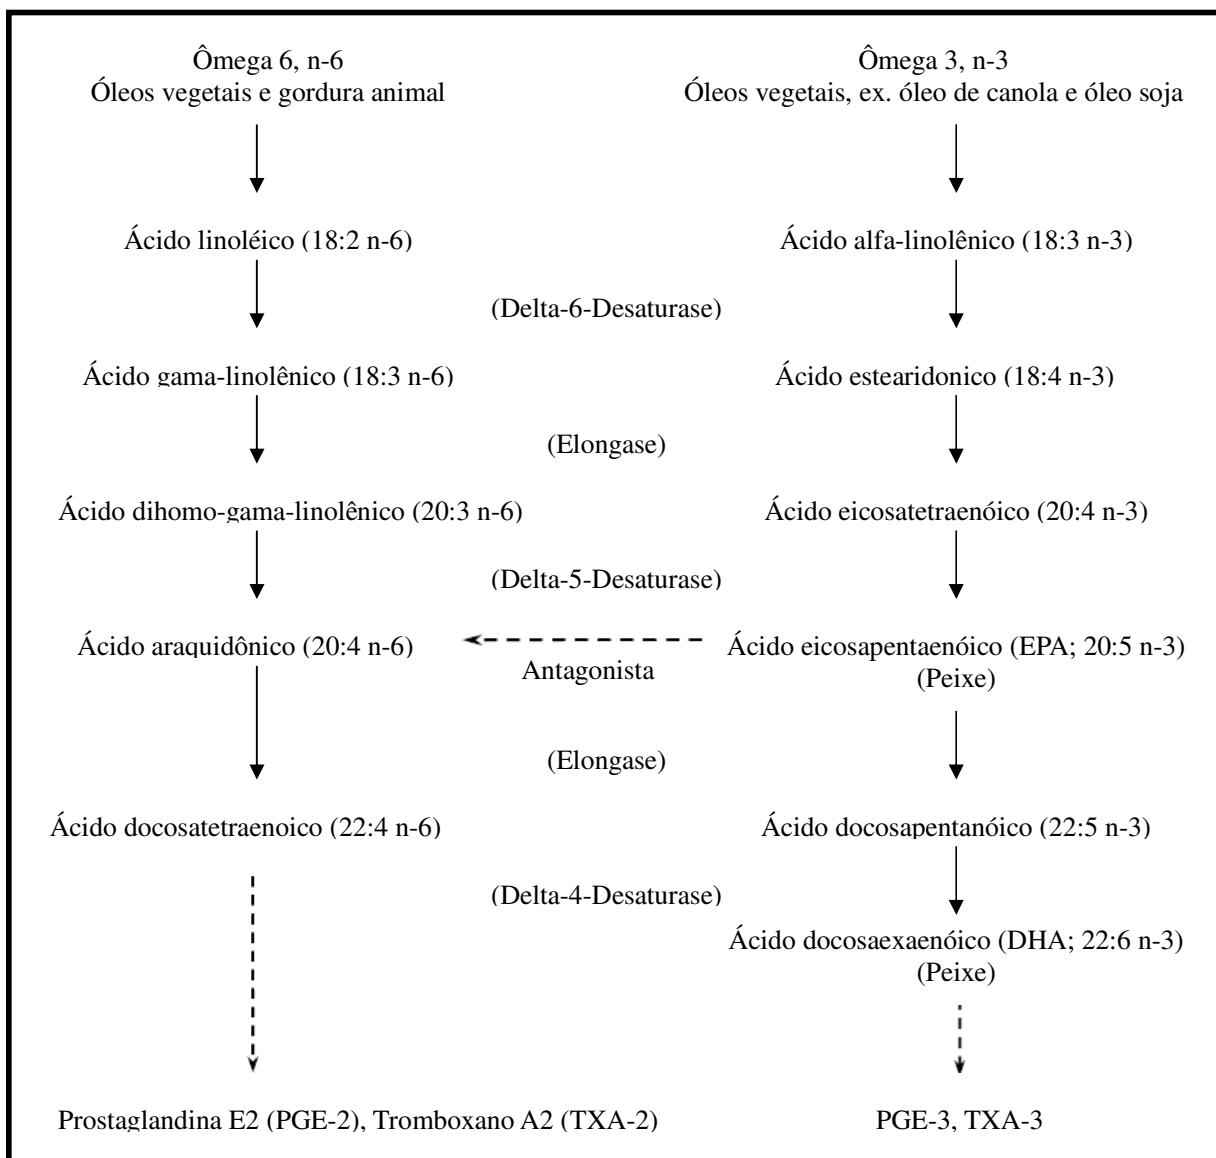 Ômega 6, n-6
Óleos vegetais e gordura animal
Ômega 3, n-3
Óleos vegetais, ex. óleo de canola e óleo soja
Ácido linoléico (18:2 n-6)
Ácido alfa-linolênico (18:3 n-3)
(Delta-6-Desaturase)
Ácido gama-linolênico (18:3 n-6)
Ácido estearidonico (18:4 n-3)
(Elongase)
Ácido dihomo-gama-linolênico (20:3 n-6)
Ácido eicosatetraenóico (20:4 n-3)
(Delta-5-Desaturase)
Ácido araquidônico (20:4 n-6)
Antagonista
Ácido eicosapentaenóico (EPA; 20:5 n-3)
(Peixe)
(Elongase)
Ácido docosatetraenoico (22:4 n-6)
Ácido docosapentanóico (22:5 n-3)
(Delta-4-Desaturase)
Ácido docosaexaenóico (DHA; 22:6 n-3)
(Peixe)
Prostaglandina E2 (PGE-2), Tromboxano A2 (TXA-2)
PGE-3, TXA-3